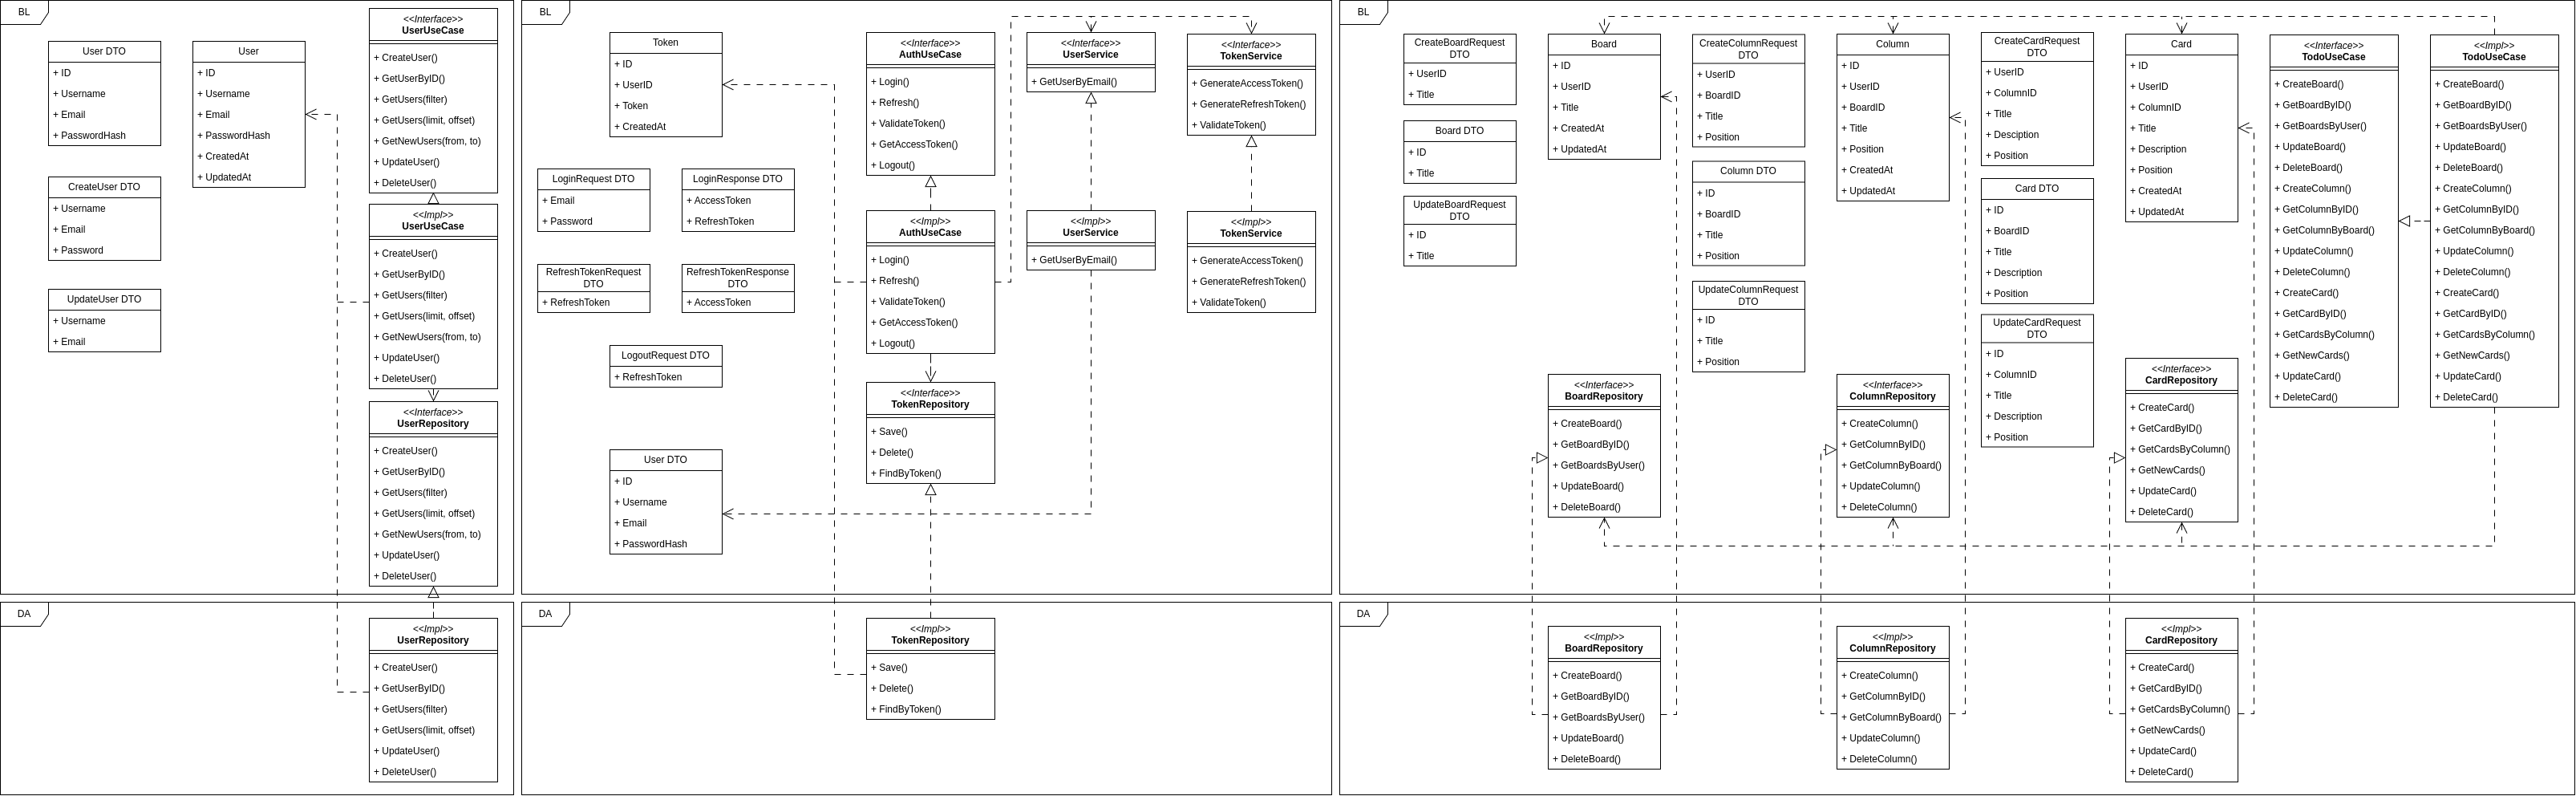 BL
User DTO
+ ID
+ Username
+ Email
+ PasswordHash
CreateUser DTO
+ Username
+ Email
+ Password
UpdateUser DTO
+ Username
+ Email
User
+ ID
+ Username
+ Email
+ PasswordHash
+ CreatedAt
+ UpdatedAt
<<Interface>>
UserUseCase
+ CreateUser()
+ GetUserByID()
+ GetUsers(filter)
+ GetUsers(limit, offset)
+ GetNewUsers(from, to)
+ UpdateUser()
+ DeleteUser()
<<Impl>>
UserUseCase
+ CreateUser()
+ GetUserByID()
+ GetUsers(filter)
+ GetUsers(limit, offset)
+ GetNewUsers(from, to)
+ UpdateUser()
+ DeleteUser()
<<Interface>>
UserRepository
+ CreateUser()
+ GetUserByID()
+ GetUsers(filter)
+ GetUsers(limit, offset)
+ GetNewUsers(from, to)
+ UpdateUser()
+ DeleteUser()
DA
<<Impl>>
UserRepository
+ CreateUser()
+ GetUserByID()
+ GetUsers(filter)
+ GetUsers(limit, offset)
+ UpdateUser()
+ DeleteUser()
BL
Token
+ ID
+ UserID
+ Token
+ CreatedAt
LoginRequest DTO
+ Email
+ Password
LoginResponse DTO
+ AccessToken
+ RefreshToken
RefreshTokenRequest
DTO
+ RefreshToken
RefreshTokenResponse
DTO
+ AccessToken
LogoutRequest DTO
+ RefreshToken
User DTO
+ ID
+ Username
+ Email
+ PasswordHash
<<Interface>>
AuthUseCase
+ Login()
+ Refresh()
+ ValidateToken()
+ GetAccessToken()
+ Logout()
<<Impl>>
AuthUseCase
+ Login()
+ Refresh()
+ ValidateToken()
+ GetAccessToken()
+ Logout()
<<Interface>>
TokenRepository
+ Save()
+ Delete()
+ FindByToken()
<<Interface>>
UserService
+ GetUserByEmail()
<<Impl>>
UserService
+ GetUserByEmail()
<<Interface>>
TokenService
+ GenerateAccessToken()
+ GenerateRefreshToken()
+ ValidateToken()
<<Impl>>
TokenService
+ GenerateAccessToken()
+ GenerateRefreshToken()
+ ValidateToken()
DA
<<Impl>>
TokenRepository
+ Save()
+ Delete()
+ FindByToken()
BL
CreateBoardRequest
DTO
+ UserID
+ Title
Board DTO
+ ID
+ Title
UpdateBoardRequest
DTO
+ ID
+ Title
Board
+ ID
+ UserID
+ Title
+ CreatedAt
+ UpdatedAt
<<Interface>>
BoardRepository
+ CreateBoard()
+ GetBoardByID()
+ GetBoardsByUser()
+ UpdateBoard()
+ DeleteBoard()
CreateColumnRequest
DTO
+ UserID
+ BoardID
+ Title
+ Position
Column DTO
+ ID
+ BoardID
+ Title
+ Position
UpdateColumnRequest
DTO
+ ID
+ Title
+ Position
Column
+ ID
+ UserID
+ BoardID
+ Title
+ Position
+ CreatedAt
+ UpdatedAt
<<Interface>>
ColumnRepository
+ CreateColumn()
+ GetColumnByID()
+ GetColumnByBoard()
+ UpdateColumn()
+ DeleteColumn()
CreateCardRequest
DTO
+ UserID
+ ColumnID
+ Title
+ Desciption
+ Position
Card DTO
+ ID
+ BoardID
+ Title
+ Description
+ Position
UpdateCardRequest
DTO
+ ID
+ ColumnID
+ Title
+ Description
+ Position
Card
+ ID
+ UserID
+ ColumnID
+ Title
+ Description
+ Position
+ CreatedAt
+ UpdatedAt
<<Interface>>
CardRepository
+ CreateCard()
+ GetCardByID()
+ GetCardsByColumn()
+ GetNewCards()
+ UpdateCard()
+ DeleteCard()
<<Interface>>
TodoUseCase
+ CreateBoard()
+ GetBoardByID()
+ GetBoardsByUser()
+ UpdateBoard()
+ DeleteBoard()
+ CreateColumn()
+ GetColumnByID()
+ GetColumnByBoard()
+ UpdateColumn()
+ DeleteColumn()
+ CreateCard()
+ GetCardByID()
+ GetCardsByColumn()
+ GetNewCards()
+ UpdateCard()
+ DeleteCard()
<<Impl>>
TodoUseCase
+ CreateBoard()
+ GetBoardByID()
+ GetBoardsByUser()
+ UpdateBoard()
+ DeleteBoard()
+ CreateColumn()
+ GetColumnByID()
+ GetColumnByBoard()
+ UpdateColumn()
+ DeleteColumn()
+ CreateCard()
+ GetCardByID()
+ GetCardsByColumn()
+ GetNewCards()
+ UpdateCard()
+ DeleteCard()
DA
<<Impl>>
BoardRepository
+ CreateBoard()
+ GetBoardByID()
+ GetBoardsByUser()
+ UpdateBoard()
+ DeleteBoard()
<<Impl>>
ColumnRepository
+ CreateColumn()
+ GetColumnByID()
+ GetColumnByBoard()
+ UpdateColumn()
+ DeleteColumn()
<<Impl>>
CardRepository
+ CreateCard()
+ GetCardByID()
+ GetCardsByColumn()
+ GetNewCards()
+ UpdateCard()
+ DeleteCard()